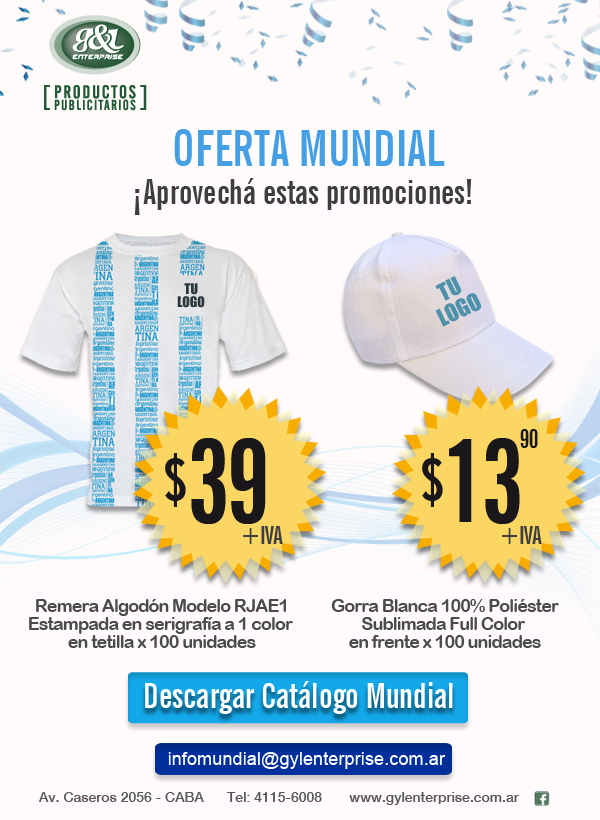 g&l
ENTERPRISE
[PRODUCTOS
PUBLICITARIOS]
OFERTA MUNDIAL
¡Aprovechá estas promociones!
TU
LOGO
TU
LOGO
$39
+IVA
$13 90
+IVA
Remera Algodón Modelo RJAE1
Estampada en serigrafía a 1 color
en tetilla x 100 unidades
Gorra Blanca 100% Poliéster
Sublimada Full Color
en frente x 100 unidades
Descargar Catálogo Mundial
infomundial@gylenterprise.com.ar
Av. Caseros 2056 - CABA Tel: 4115-6008 www.gylenterprise.com.ar f